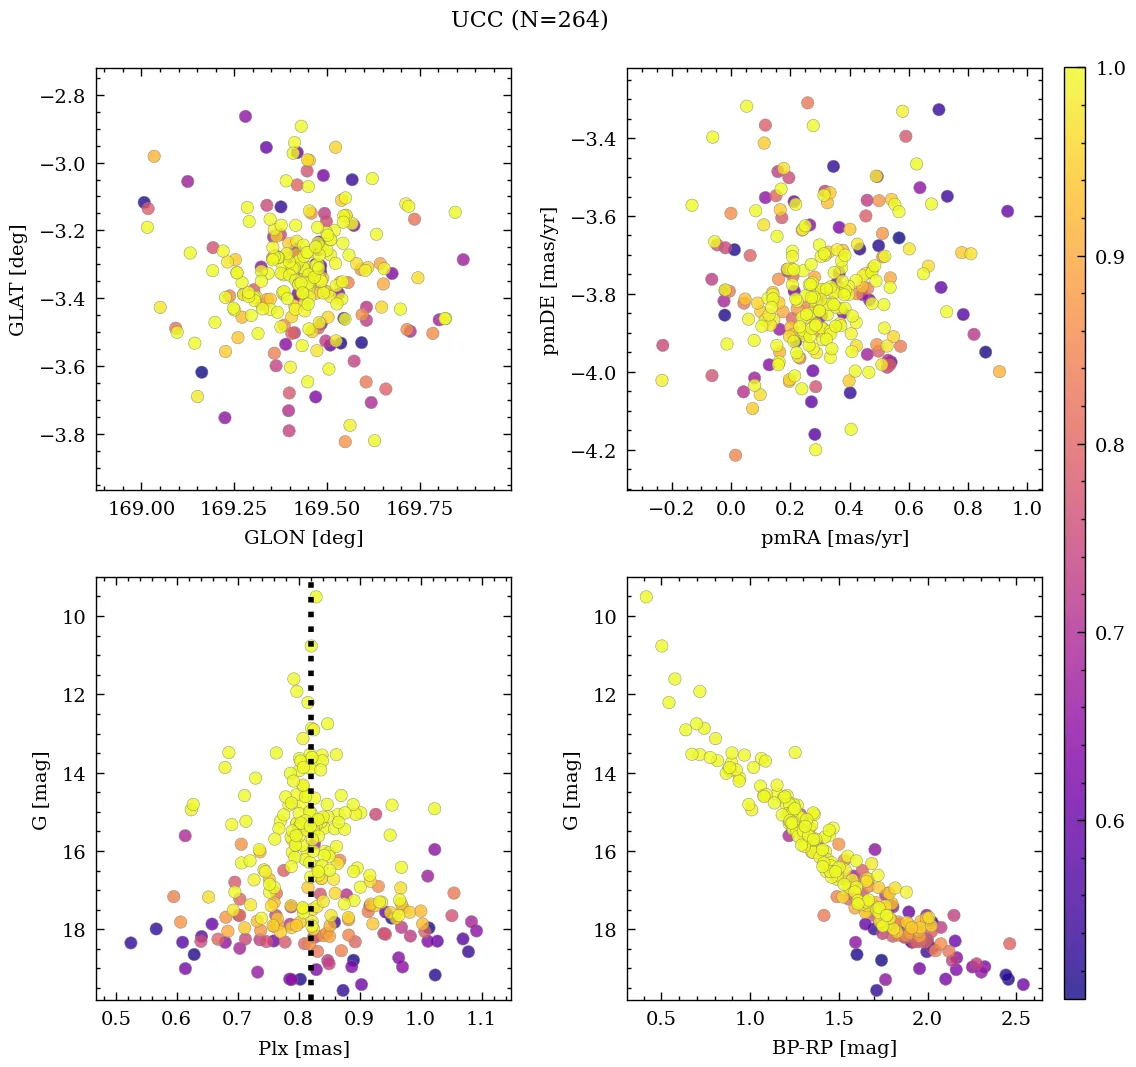 UCC (N=264)
−2.8
−3.0
−3.2
−3.4
−3.6
−3.8
GLAT [deg]
169.00 169.25 169.50 169.75
GLON [deg]
−3.4
−3.6
−3.8
−4.0
−4.2
pmDE [mas/yr]
−0.2 0.0 0.2 0.4 0.6 0.8 1.0
pmRA [mas/yr]
10
12
14
16
18
G [mag]
0.5 0.6 0.7 0.8 0.9 1.0 1.1
Plx [mas]
10
12
14
16
18
G [mag]
0.5 1.0 1.5 2.0 2.5
BP-RP [mag]
1.0
0.9
0.8
0.7
0.6